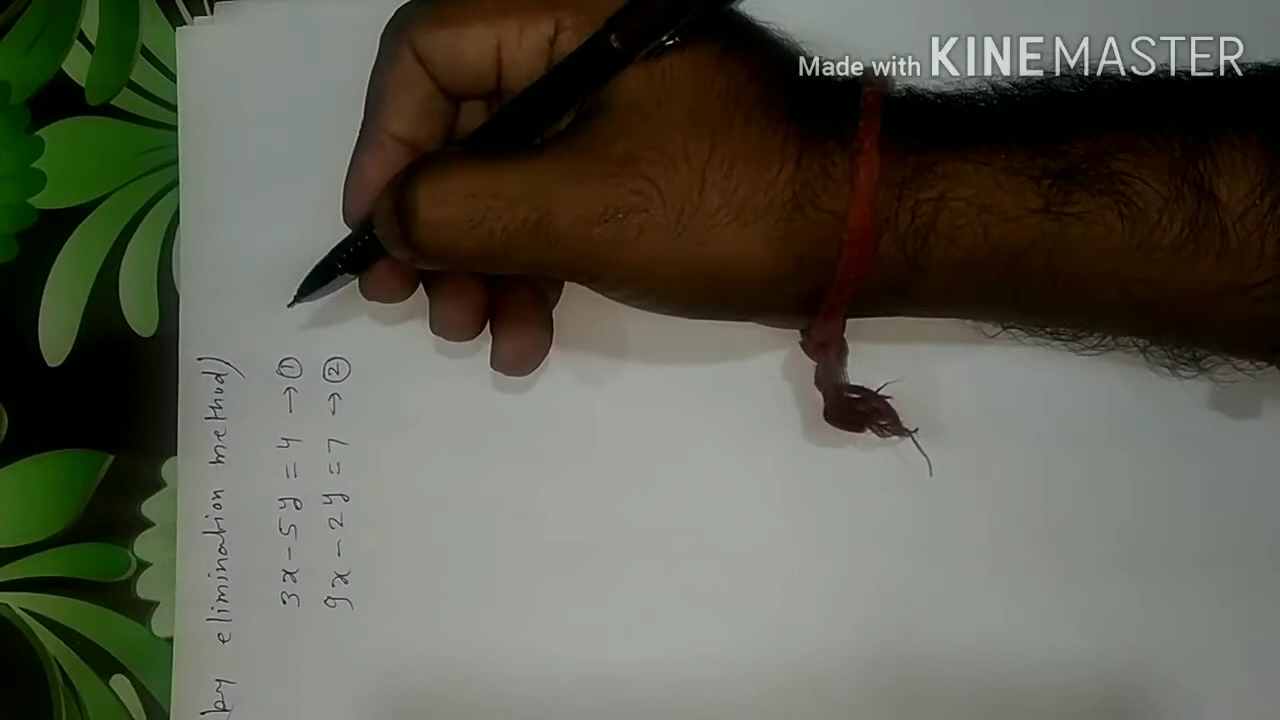 Made with KINEMASTER
by elimination method)
3x - 5y = 4 → ①
9x - 2y = 7 → ②